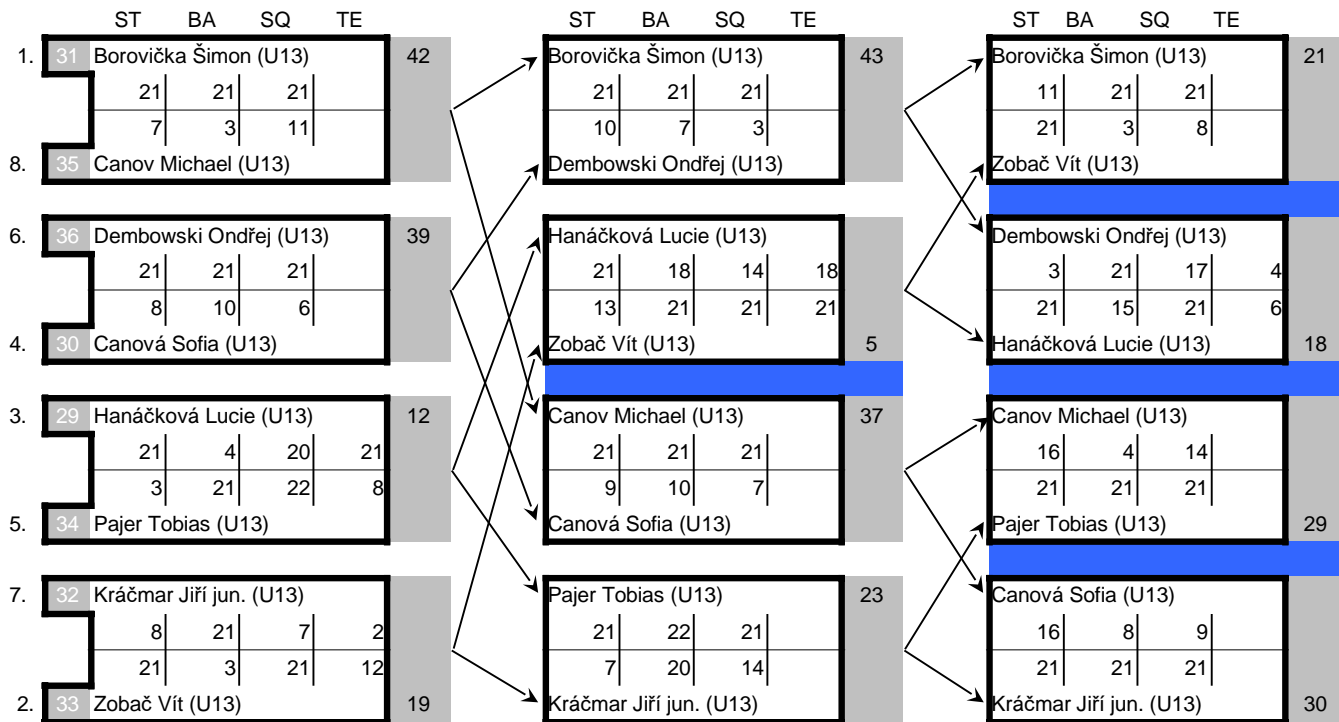 ST BA SQ TE ST BA SQ TE ST BA SQ TE
1. 31 Borovička Šimon (U13) 42 Borovička Šimon (U13) 43 Borovička Šimon (U13) 21
21 21 21 21 21 21 11 21 21
7 3 11 10 7 3 21 3 8
8. 35 Canov Michael (U13) Dembowski Ondřej (U13) Zobač Vít (U13)
6. 36 Dembowski Ondřej (U13) 39 Hanáčková Lucie (U13) Dembowski Ondřej (U13)
21 21 21 21 18 14 18 3 21 17 4
8 10 6 13 21 21 21 21 15 21 6
4. 30 Canová Sofia (U13) Zobač Vít (U13) 5 Hanáčková Lucie (U13) 18
3. 29 Hanáčková Lucie (U13) 12 Canov Michael (U13) 37 Canov Michael (U13)
21 4 20 21 21 21 21 16 4 14
3 21 22 8 9 10 7 21 21 21
5. 34 Pajer Tobias (U13) Canová Sofia (U13) Pajer Tobias (U13) 29
7. 32 Kráčmar Jiří jun. (U13) Pajer Tobias (U13) 23 Canová Sofia (U13)
8 21 7 2 21 22 21 16 8 9
21 3 21 12 7 20 14 21 21 21
2. 33 Zobač Vít (U13) 19 Kráčmar Jiří jun. (U13) Kráčmar Jiří jun. (U13) 30